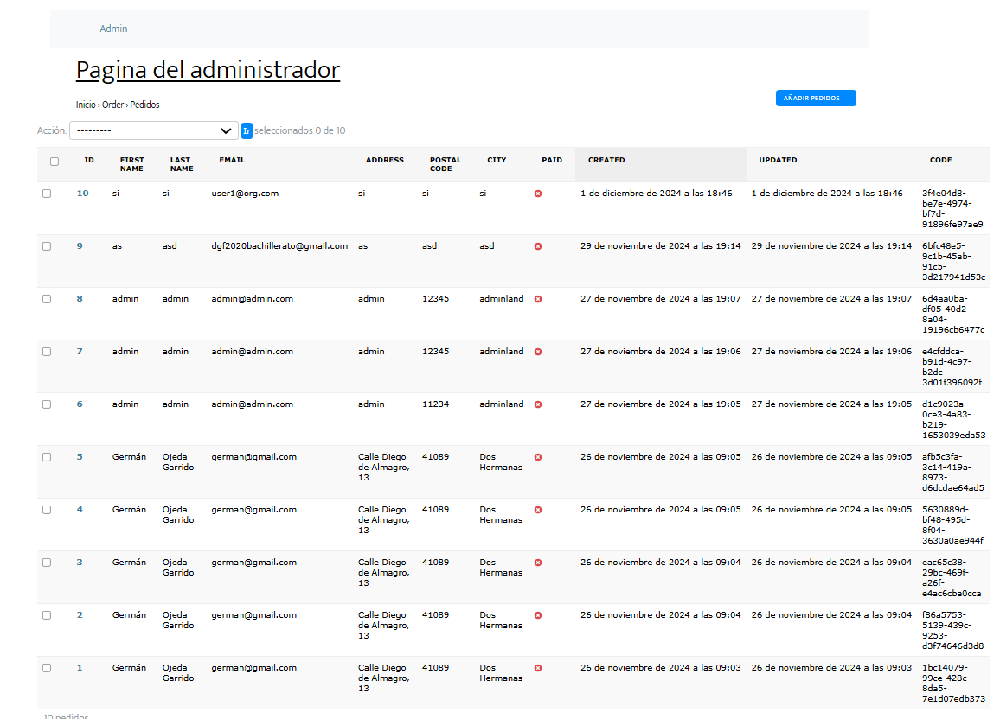 Admin
Pagina del administrador
Inicio › Order › Pedidos
AÑADIR PEDIDOS
Acción: --------- Ir seleccionados 0 de 10
ID FIRST NAME LAST NAME EMAIL ADDRESS POSTAL CODE CITY PAID CREATED UPDATED CODE
10 si si user1@org.com si si si 1 de diciembre de 2024 a las 18:46 1 de diciembre de 2024 a las 18:46 3f4e04d8-be7e-4974-bf7d-91896fe97ae9
9 as asd dgf2020bachillerato@gmail.com as asd asd 29 de noviembre de 2024 a las 19:14 29 de noviembre de 2024 a las 19:14 6bfc48e5-9c1b-45ab-91c5-3d217941d53c
8 admin admin admin@admin.com admin 12345 adminland 27 de noviembre de 2024 a las 19:07 27 de noviembre de 2024 a las 19:07 6d4aa0ba-df05-40d2-8a04-19196cb6477c
7 admin admin admin@admin.com admin 12345 adminland 27 de noviembre de 2024 a las 19:06 27 de noviembre de 2024 a las 19:06 e4cfddca-b91d-4c97-b2dc-3d01f396092f
6 admin admin admin@admin.com admin 11234 adminland 27 de noviembre de 2024 a las 19:05 27 de noviembre de 2024 a las 19:05 d1c9023a-0ce3-4a83-b219-1653039eda53
5 Germán Ojeda Garrido german@gmail.com Calle Diego de Almagro, 13 41089 Dos Hermanas 26 de noviembre de 2024 a las 09:05 26 de noviembre de 2024 a las 09:05 afb5c3fa-3c14-419a-8973-d6dcdae64ad5
4 Germán Ojeda Garrido german@gmail.com Calle Diego de Almagro, 13 41089 Dos Hermanas 26 de noviembre de 2024 a las 09:05 26 de noviembre de 2024 a las 09:05 5630889d-bf48-495d-8f04-3630a0ae944f
3 Germán Ojeda Garrido german@gmail.com Calle Diego de Almagro, 13 41089 Dos Hermanas 26 de noviembre de 2024 a las 09:04 26 de noviembre de 2024 a las 09:04 eac65c38-29bc-469f-a26f-e4ac6cba0cca
2 Germán Ojeda Garrido german@gmail.com Calle Diego de Almagro, 13 41089 Dos Hermanas 26 de noviembre de 2024 a las 09:04 26 de noviembre de 2024 a las 09:04 f86a5753-5139-439c-9253-d3f74646d3d8
1 Germán Ojeda Garrido german@gmail.com Calle Diego de Almagro, 13 41089 Dos Hermanas 26 de noviembre de 2024 a las 09:03 26 de noviembre de 2024 a las 09:03 1bc14079-99ce-428c-8da5-7e1d07edb373
10 pedidos